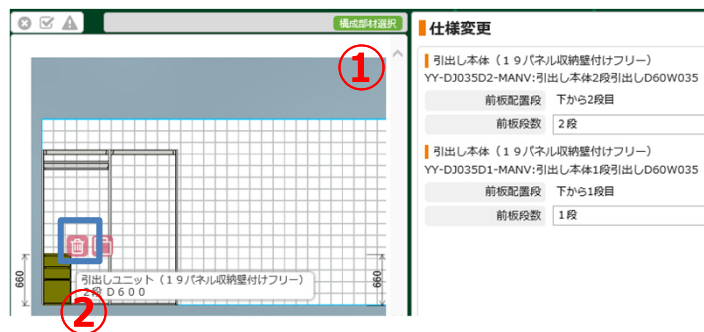 構成部材選択
①
660
660
引出しユニット（１９パネル収納壁付けフリー）
２段 Ｄ６００
②
仕様変更
引出し本体（１９パネル収納壁付けフリー）
YY-DJ035D2-MANV:引出し本体2段引出しD60W035
前板配置段 下から2段目
前板段数 ２段
引出し本体（１９パネル収納壁付けフリー）
YY-DJ035D1-MANV:引出し本体1段引出しD60W035
前板配置段 下から1段目
前板段数 １段